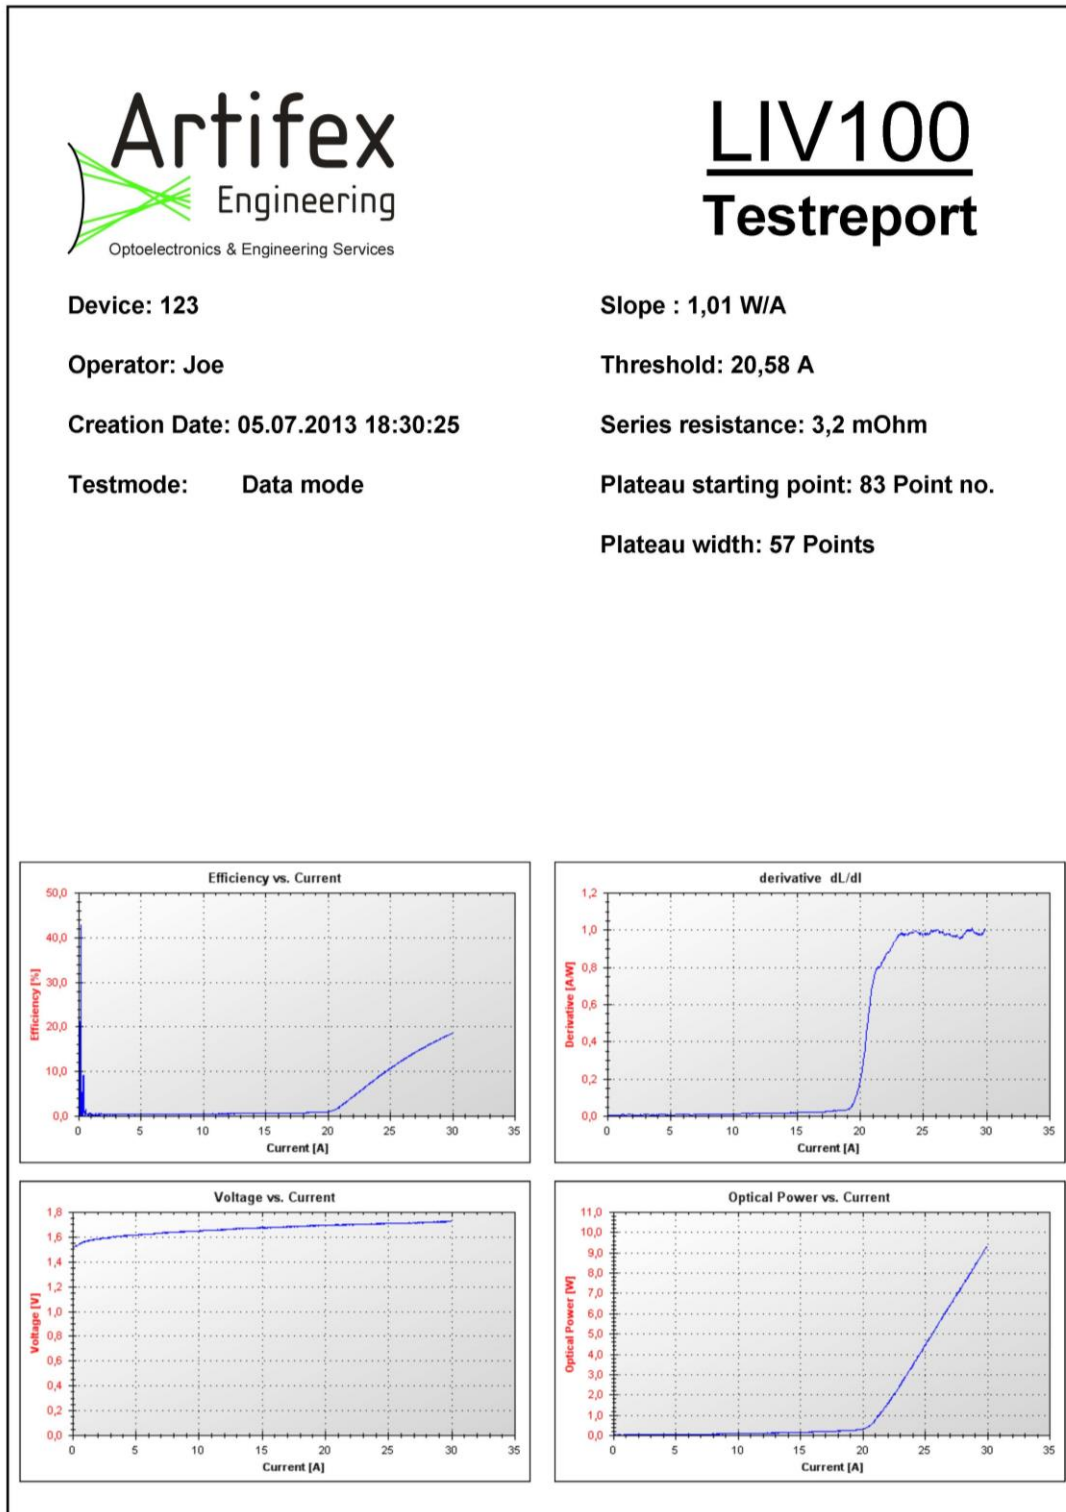 Artifex
Engineering
Optoelectronics & Engineering Services
LIV100
Testreport
Device: 123
Operator: Joe
Creation Date: 05.07.2013 18:30:25
Testmode: Data mode
Slope : 1,01 W/A
Threshold: 20,58 A
Series resistance: 3,2 mOhm
Plateau starting point: 83 Point no.
Plateau width: 57 Points
Efficiency vs. Current
Efficiency [%]
50,0
40,0
30,0
20,0
10,0
0,0
0 5 10 15 20 25 30 35
Current [A]
derivative dL/dI
Derivative [A/W]
1,2
1,0
0,8
0,6
0,4
0,2
0,0
0 5 10 15 20 25 30 35
Current [A]
Voltage vs. Current
Voltage [V]
1,8
1,6
1,4
1,2
1,0
0,8
0,6
0,4
0,2
0,0
0 5 10 15 20 25 30 35
Current [A]
Optical Power vs. Current
Optical Power [W]
11,0
10,0
9,0
8,0
7,0
6,0
5,0
4,0
3,0
2,0
1,0
0,0
0 5 10 15 20 25 30 35
Current [A]